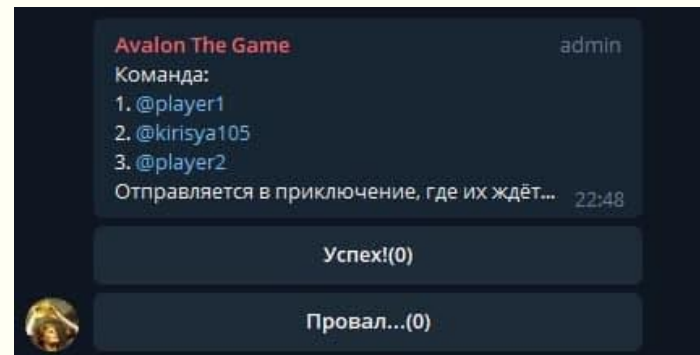 Avalon The Game admin
Команда:
1. @player1
2. @kirisya105
3. @player2
Отправляется в приключение, где их ждёт... 22:48
Успех!(0)
Провал...(0)